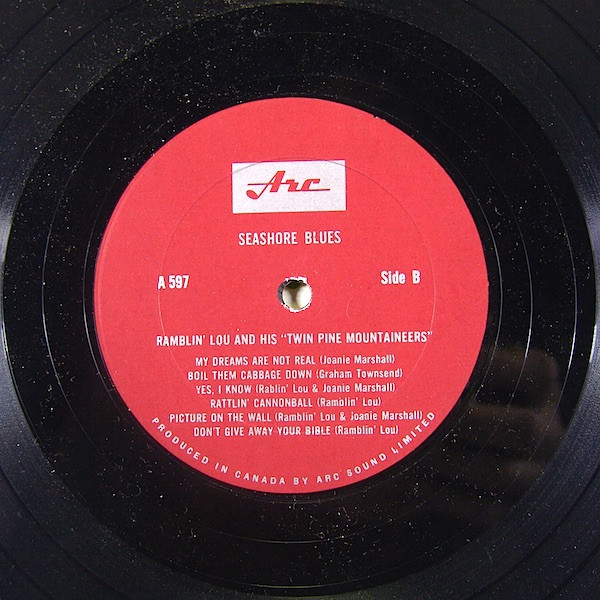 Arc
SEASHORE BLUES
A 597 Side B
RAMBLIN' LOU AND HIS "TWIN PINE MOUNTAINEERS"
MY DREAMS ARE NOT REAL (Joanie Marshall)
BOIL THEM CABBAGE DOWN (Graham Townsend)
YES, I KNOW (Rablin' Lou & Joanie Marshall)
RATTLIN' CANNONBALL (Ramblin' Lou)
PICTURE ON THE WALL (Ramblin' Lou & Joanie Marshall)
DON'T GIVE AWAY YOUR BIBLE (Ramblin' Lou)
PRODUCED IN CANADA BY ARC SOUND LIMITED